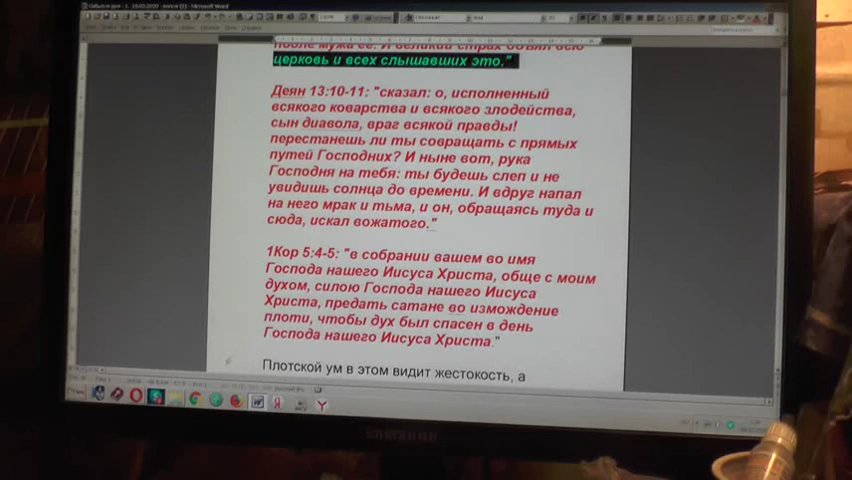 после мужа ее. И великий страх объял всю
церковь и всех слышавших это."
Деян 13:10-11: "сказал: о, исполненный
всякого коварства и всякого злодейства,
сын диавола, враг всякой правды!
перестанешь ли ты совращать с прямых
путей Господних? И ныне вот, рука
Господня на тебя: ты будешь слеп и не
увидишь солнца до времени. И вдруг напал
на него мрак и тьма, и он, обращаясь туда и
сюда, искал вожатого."
1Кор 5:4-5: "в собрании вашем во имя
Господа нашего Иисуса Христа, обще с моим
духом, силою Господа нашего Иисуса
Христа, предать сатане во измождение
плоти, чтобы дух был спасен в день
Господа нашего Иисуса Христа."
Плотской ум в этом видит жестокость, а
SAMSUNG